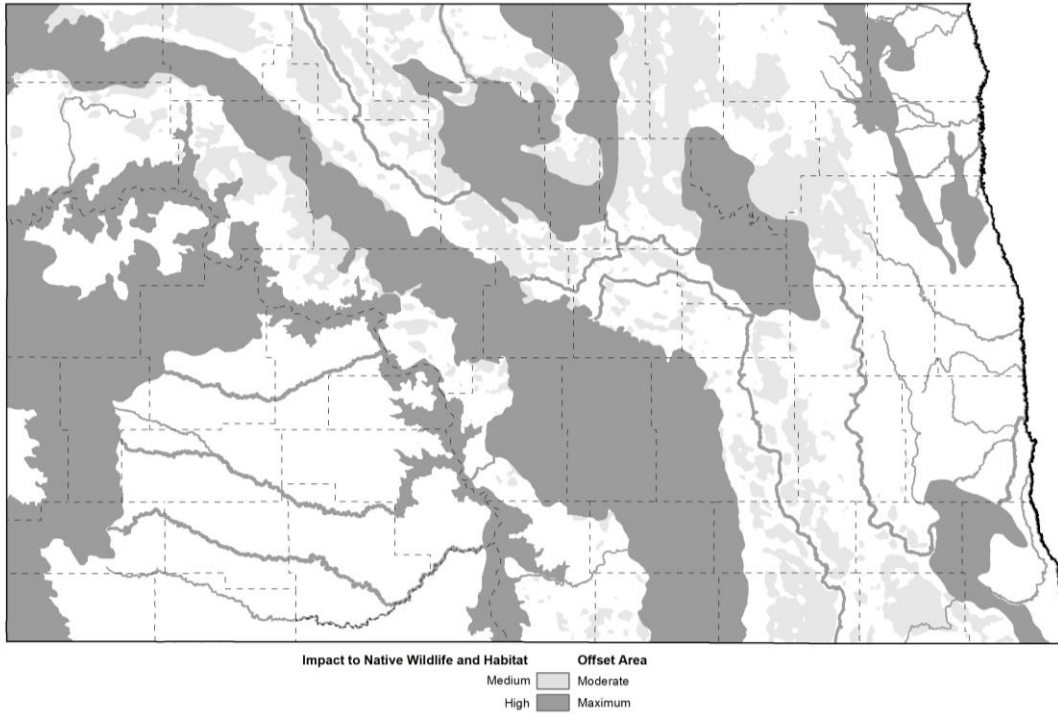 Impact to Native Wildlife and Habitat Offset Area
Medium Moderate
High Maximum